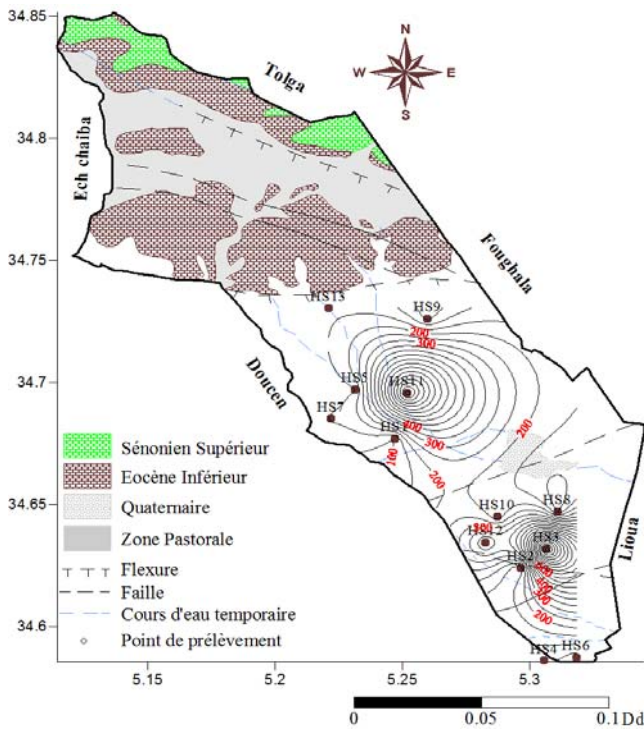 34.85
34.8
34.75
34.7
34.65
34.6
5.15
5.2
5.25
5.3
N
W E
S
Tolga
Ech chaiba
Foughala
Doucen
Lioua
HS13
HS9
200
300
HS5
HS11
HS7
400
300
200
100
200
200
HS10
HS8
HS12
HS3
HS2
200
HS4
HS6
Sénonien Supérieur
Eocène Inférieur
Quaternaire
Zone Pastorale
Flexure
Faille
Cours d'eau temporaire
Point de prélèvement
0 0.05 0.1Dd